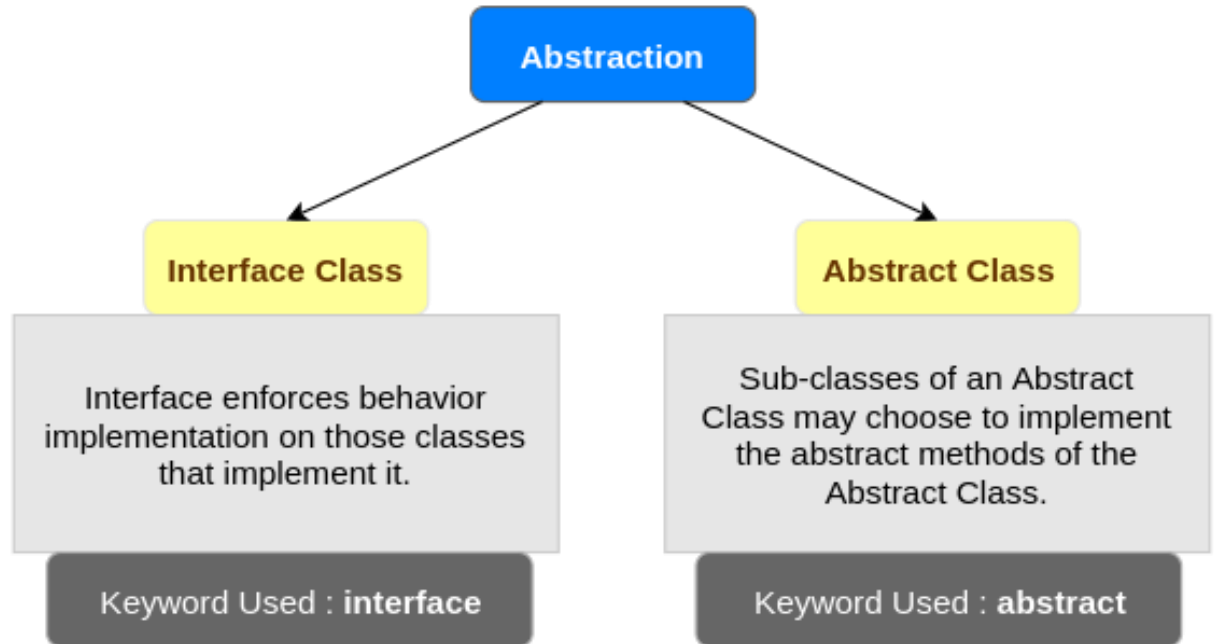 Abstraction
Interface Class
Interface enforces behavior
implementation on those classes
that implement it.
Keyword Used : interface
Abstract Class
Sub-classes of an Abstract
Class may choose to implement
the abstract methods of the
Abstract Class.
Keyword Used : abstract